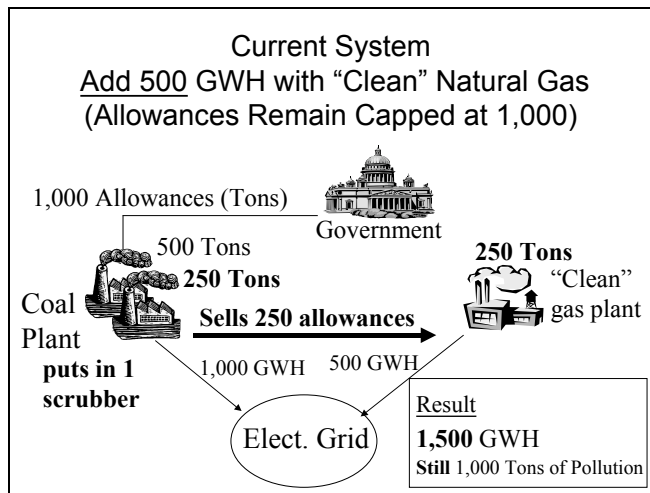 Current System
Add 500 GWH with “Clean” Natural Gas
(Allowances Remain Capped at 1,000)
1,000 Allowances (Tons)
Government
500 Tons
250 Tons
250 Tons
Coal
Plant
puts in 1
scrubber
Sells 250 allowances
“Clean”
gas plant
1,000 GWH
500 GWH
Elect. Grid
Result
1,500 GWH
Still 1,000 Tons of Pollution